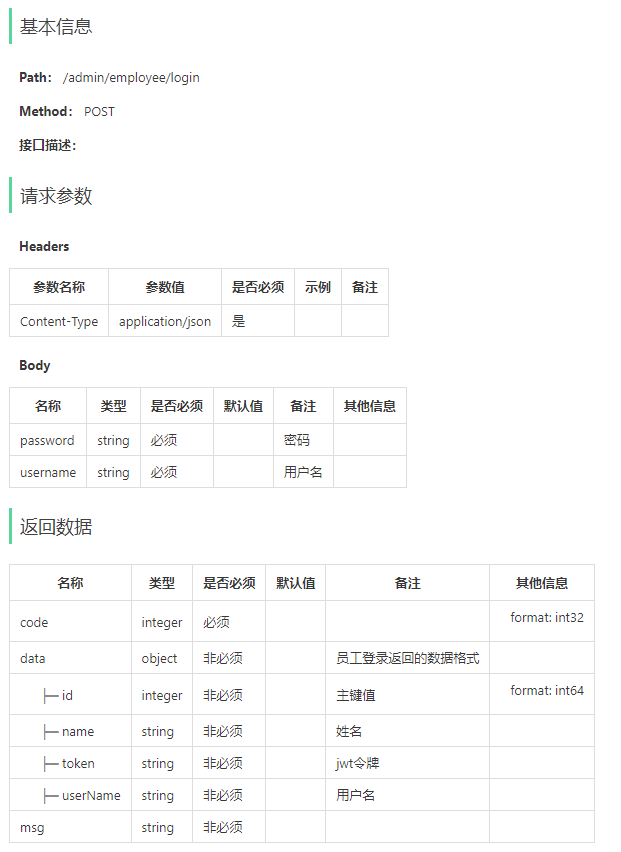 基本信息
Path： /admin/employee/login
Method： POST
接口描述：
请求参数
Headers
参数名称 参数值 是否必须 示例 备注
Content-Type application/json 是
Body
名称 类型 是否必须 默认值 备注 其他信息
password string 必须 密码
username string 必须 用户名
返回数据
名称 类型 是否必须 默认值 备注 其他信息
code integer 必须 format: int32
data object 非必须 员工登录返回的数据格式
├─ id integer 非必须 主键值 format: int64
├─ name string 非必须 姓名
├─ token string 非必须 jwt令牌
├─ userName string 非必须 用户名
msg string 非必须